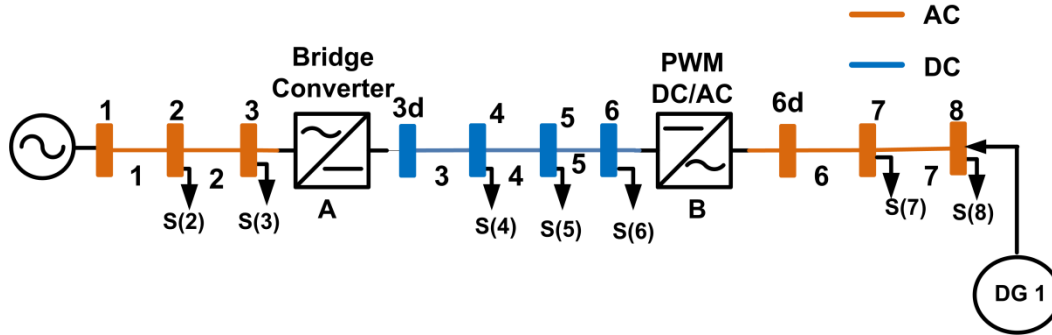 AC
DC
Bridge
Converter
PWM
DC/AC
1
2
3
3d
4
5
6
6d
7
8
1
2
A
3
4
5
B
6
7
S(2)
S(3)
S(4)
S(5)
S(6)
S(7)
S(8)
DG 1